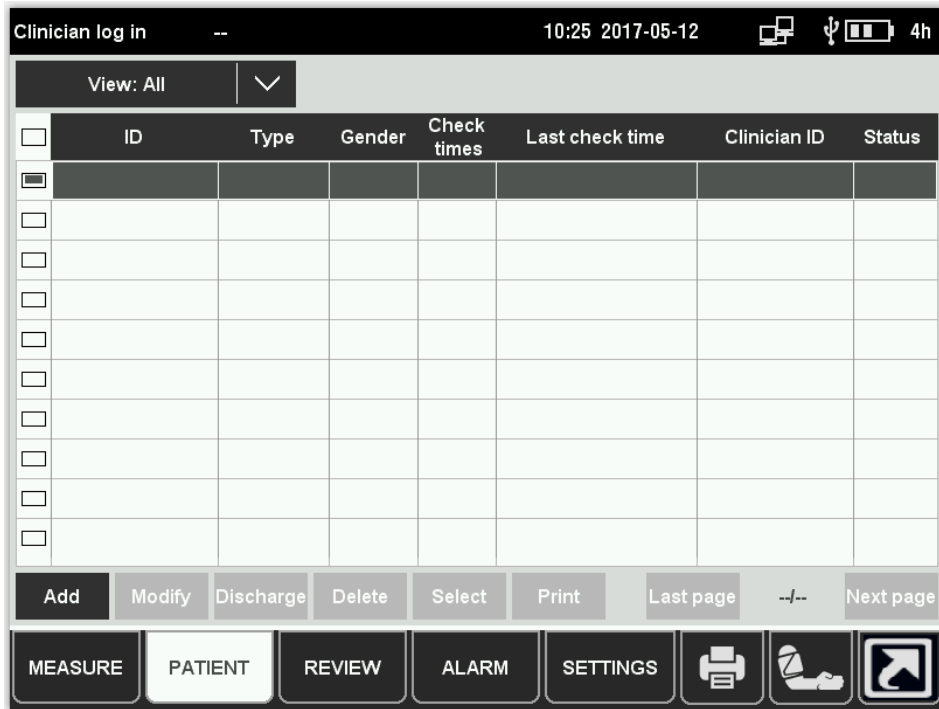 Clinician log in -- 10:25 2017-05-12 4h
View: All
ID Type Gender Check times Last check time Clinician ID Status
Add Modify Discharge Delete Select Print Last page --/-- Next page
MEASURE PATIENT REVIEW ALARM SETTINGS